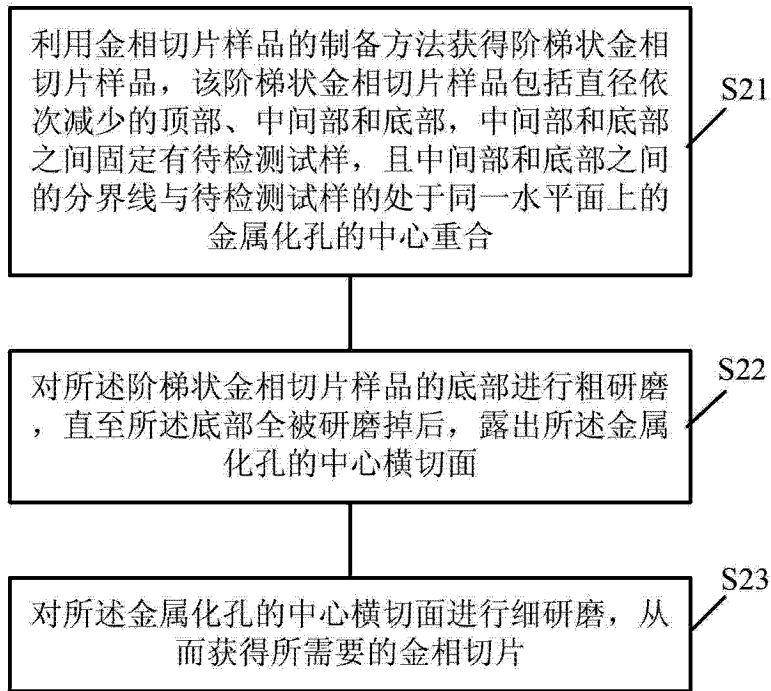 利用金相切片样品的制备方法获得阶梯状金相
切片样品，该阶梯状金相切片样品包括直径依
次减少的顶部、中间部和底部，中间部和底部
之间固定有待检测试样，且中间部和底部之间
的分界线与待检测试样的处于同一水平面上的
金属化孔的中心重合
S21
对所述阶梯状金相切片样品的底部进行粗研磨
，直至所述底部全被研磨掉后，露出所述金属
化孔的中心横切面
S22
对所述金属化孔的中心横切面进行细研磨，从
而获得所需要的金相切片
S23